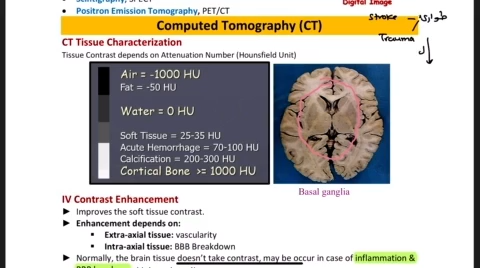 Scintigraphy, SPECT
Positron Emission Tomography, PET/CT
Digital Image
Stroke
طوارئ
Trauma
Computed Tomography (CT)
CT Tissue Characterization
Tissue Contrast depends on Attenuation Number (Hounsfield Unit)
Air = -1000 HU
Fat = -50 HU
Water = 0 HU
Soft Tissue = 25-35 HU
Acute Hemorrhage = 70-100 HU
Calcification = 200-300 HU
Cortical Bone >= 1000 HU
Basal ganglia
IV Contrast Enhancement
► Improves the soft tissue contrast.
► Enhancement depends on:
• Extra-axial tissue: vascularity
• Intra-axial tissue: BBB Breakdown
► Normally, the brain tissue doesn't take contrast, may be occur in case of inflammation &